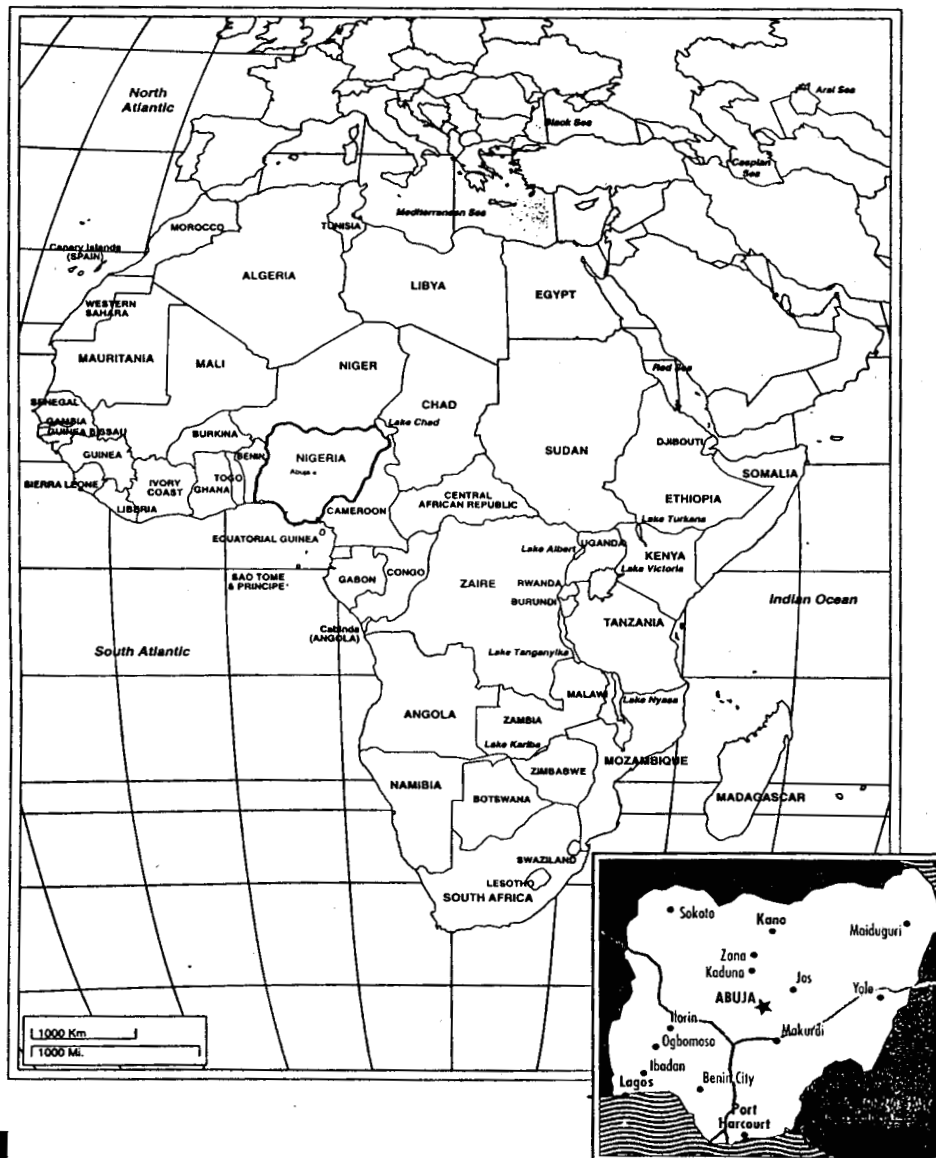 North
Atlantic
Aral Sea
Black Sea
Caspian
Sea
Mediterranean Sea
MOROCCO
TUNISIA
Canary Islands
(SPAIN)
ALGERIA
LIBYA
EGYPT
WESTERN
SAHARA
MAURITANIA
MALI
NIGER
Red Sea
CHAD
SENEGAL
GAMBIA
Lake Chad
GUINEA BISSAU
BURKINA
DJIBOUTI
GUINEA
BENIN
NIGERIA
SUDAN
Abuja
SOMALIA
SIERRA LEONE
IVORY
COAST
TOGO
GHANA
CENTRAL
AFRICAN REPUBLIC
ETHIOPIA
LIBERIA
CAMEROON
Lake Turkana
EQUATORIAL GUINEA
Lake Albert
UGANDA
KENYA
Lake Victoria
SAO TOME
& PRINCIPE
GABON
CONGO
ZAIRE
RWANDA
BURUNDI
Indian Ocean
Cabinda
(ANGOLA)
TANZANIA
South Atlantic
Lake Tanganyika
MALAWI
Lake Nyasa
ANGOLA
ZAMBIA
Lake Kariba
MOZAMBIQUE
NAMIBIA
ZIMBABWE
BOTSWANA
MADAGASCAR
SWAZILAND
LESOTHO
SOUTH AFRICA
1000 Km
1000 Mi.
Sokoto
Kano
Maiduguri
Zana
Kaduna
Jos
Yole
ABUJA
Ilorin
Makurdi
Ogbomoso
Ibadan
Lagos
Benin City
Port
Harcourt